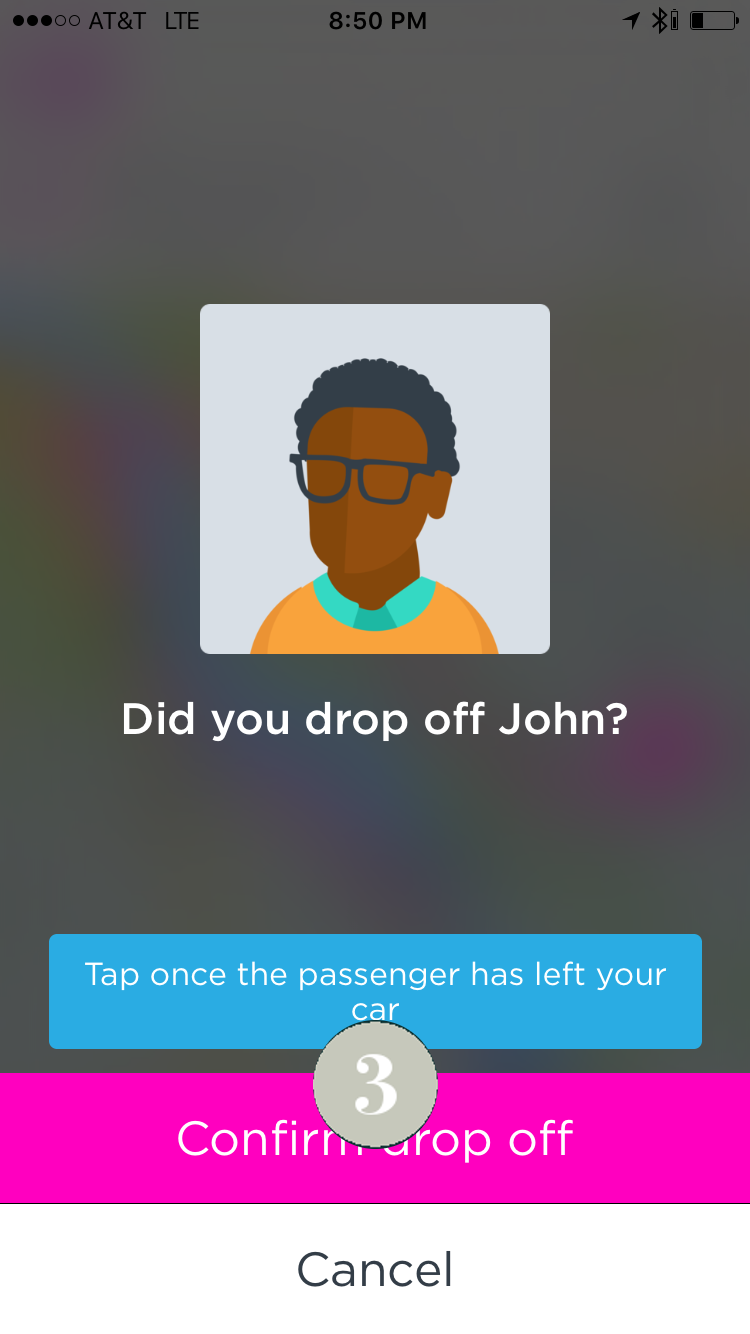 AT&T LTE 8:50 PM
Did you drop off John?
Tap once the passenger has left your
car
3
Confirm drop off
Cancel